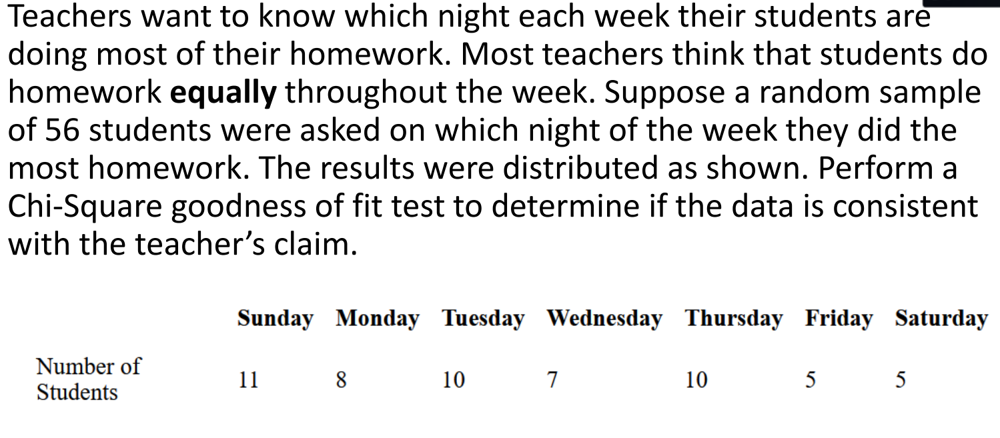 Teachers want to know which night each week their students are
doing most of their homework. Most teachers think that students do
homework equally throughout the week. Suppose a random sample
of 56 students were asked on which night of the week they did the
most homework. The results were distributed as shown. Perform a
Chi-Square goodness of fit test to determine if the data is consistent
with the teacher’s claim.
Sunday Monday Tuesday Wednesday Thursday Friday Saturday
Number of
Students 11 8 10 7 10 5 5